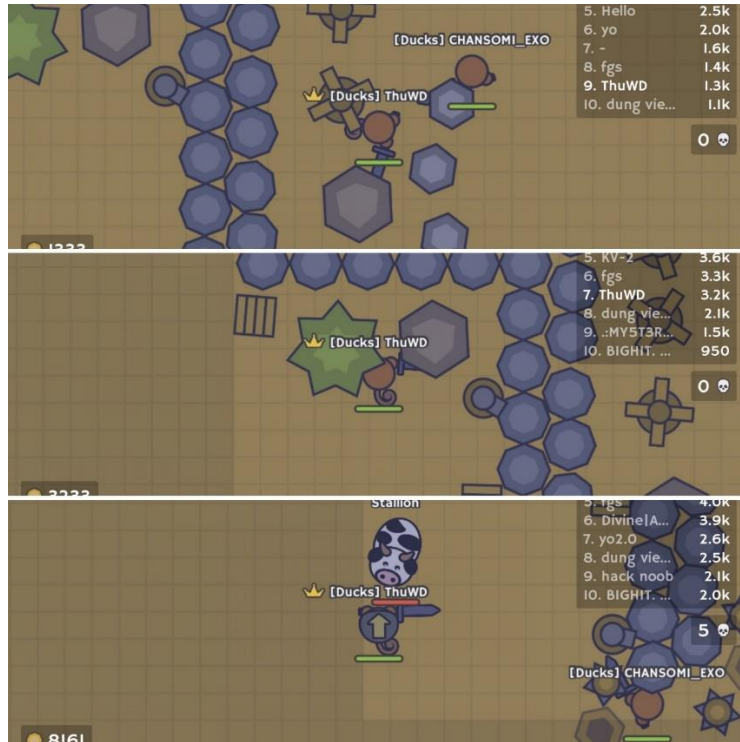 5. Hello 2.5k
6. yo 2.0k
7. - 1.6k
8. fgs 1.4k
9. ThuWD 1.3k
10. dung vie... 1.1k
[Ducks] CHANSOMI_EXO
[Ducks] ThuWD
0
1333
5. KV-2 3.6k
6. fgs 3.3k
7. ThuWD 3.2k
8. dung vie... 2.1k
9. .:MY5T3R... 1.5k
10. BIGHIT. ... 950
[Ducks] ThuWD
0
3233
Stallion
5. fgs 4.0k
6. Divine|A... 3.9k
7. yo2.0 2.6k
8. dung vie... 2.5k
9. hack noob 2.1k
10. BIGHIT. ... 2.0k
[Ducks] ThuWD
5
[Ducks] CHANSOMI_EXO
8161